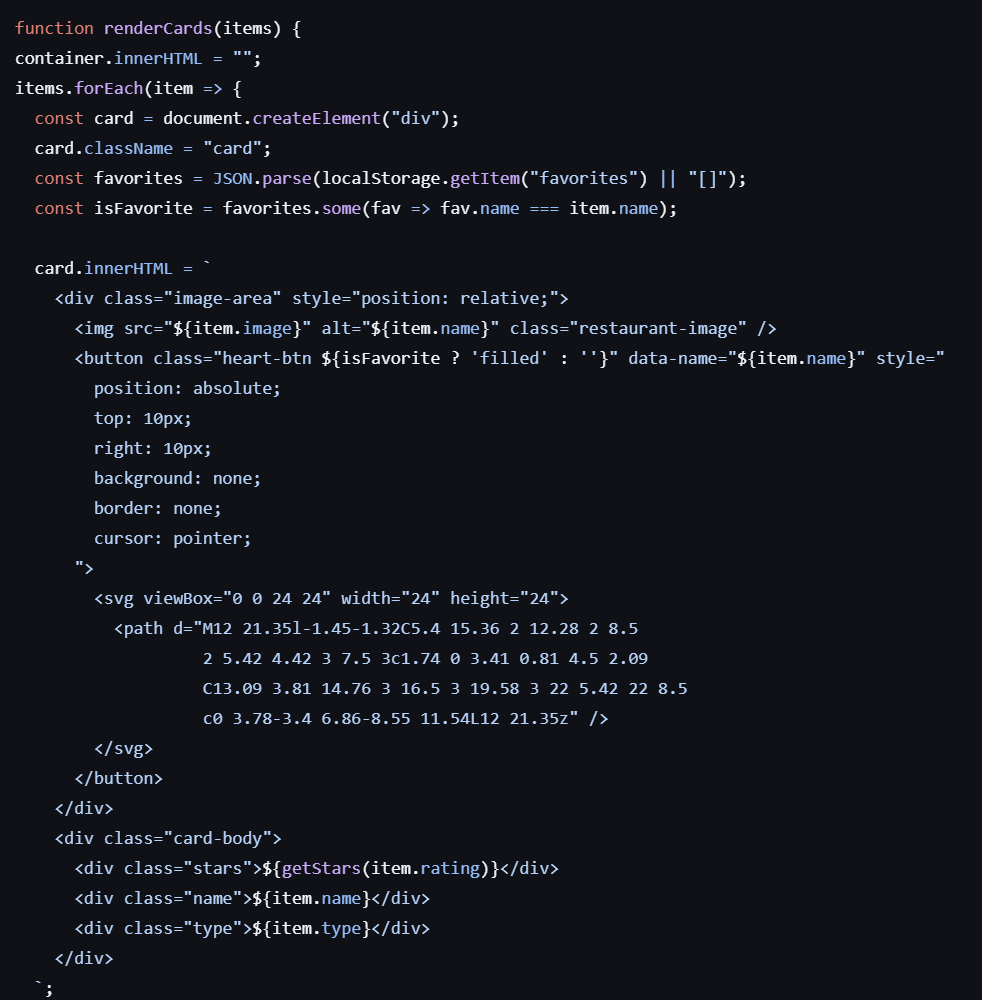 function renderCards(items) {
container.innerHTML = "";
items.forEach(item => {
  const card = document.createElement("div");
  card.className = "card";
  const favorites = JSON.parse(localStorage.getItem("favorites") || "[]");
  const isFavorite = favorites.some(fav => fav.name === item.name);

  card.innerHTML = `
    <div class="image-area" style="position: relative;">
      <img src="${item.image}" alt="${item.name}" class="restaurant-image" />
      <button class="heart-btn ${isFavorite ? 'filled' : ''}" data-name="${item.name}" style="
        position: absolute;
        top: 10px;
        right: 10px;
        background: none;
        border: none;
        cursor: pointer;
      ">
        <svg viewBox="0 0 24 24" width="24" height="24">
          <path d="M12 21.35l-1.45-1.32C5.4 15.36 2 12.28 2 8.5
                   2 5.42 4.42 3 7.5 3c1.74 0 3.41 0.81 4.5 2.09
                   C13.09 3.81 14.76 3 16.5 3 19.58 3 22 5.42 22 8.5
                   c0 3.78-3.4 6.86-8.55 11.54L12 21.35z" />
        </svg>
      </button>
    </div>
    <div class="card-body">
      <div class="stars">${getStars(item.rating)}</div>
      <div class="name">${item.name}</div>
      <div class="type">${item.type}</div>
    </div>
  `;